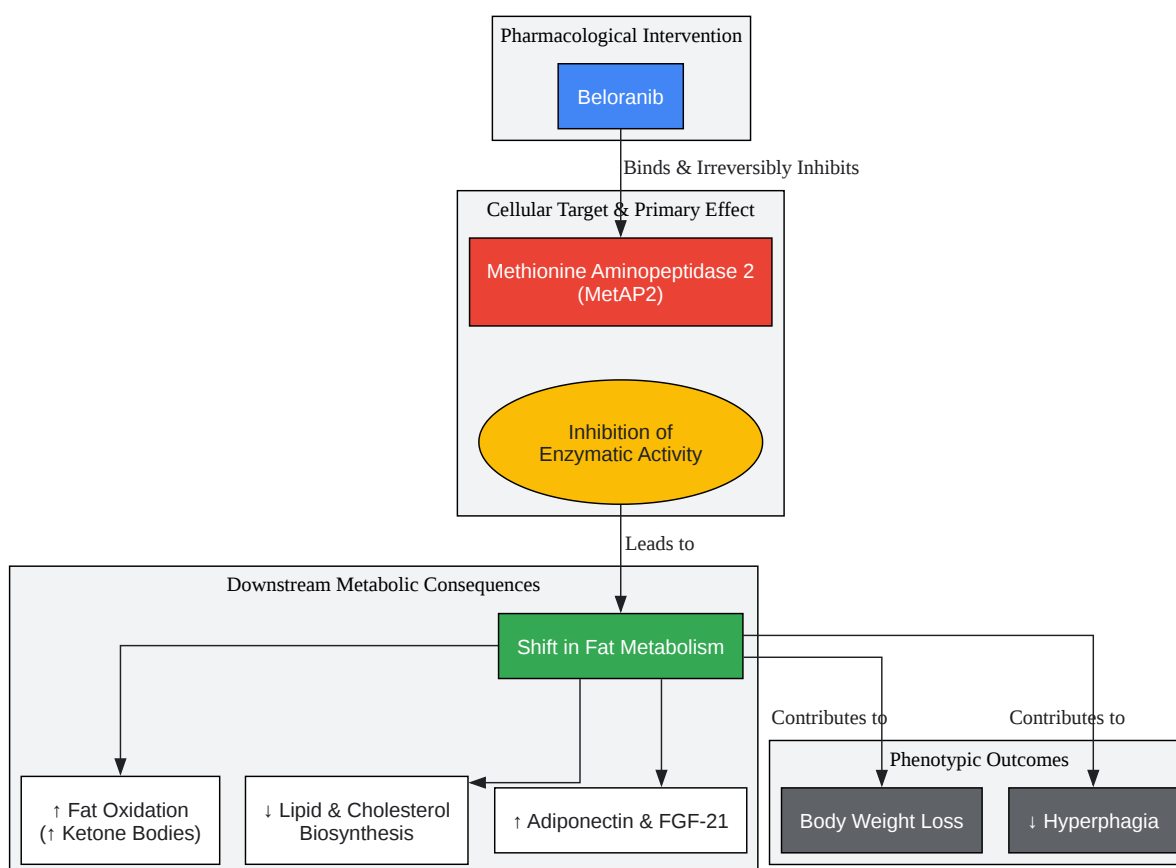 Pharmacological Intervention
Beloranib
Binds & Irreversibly Inhibits
Cellular Target & Primary Effect
Methionine Aminopeptidase 2
(MetAP2)
Inhibition of
Enzymatic Activity
Leads to
Downstream Metabolic Consequences
Shift in Fat Metabolism
Contributes to
Contributes to
Phenotypic Outcomes
↑ Fat Oxidation
(↑ Ketone Bodies)
↓ Lipid & Cholesterol
Biosynthesis
↑ Adiponectin & FGF-21
Body Weight Loss
↓ Hyperphagia